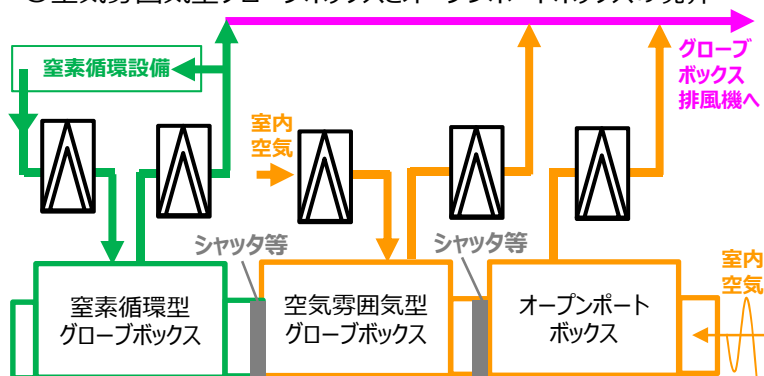 グローブ
ボックス
排風機へ
窒素循環設備
室内
空気
シャッタ等
シャッタ等
室内
空気
窒素循環型
グローブボックス
空気雰囲気型
グローブボックス
オープンポート
ボックス